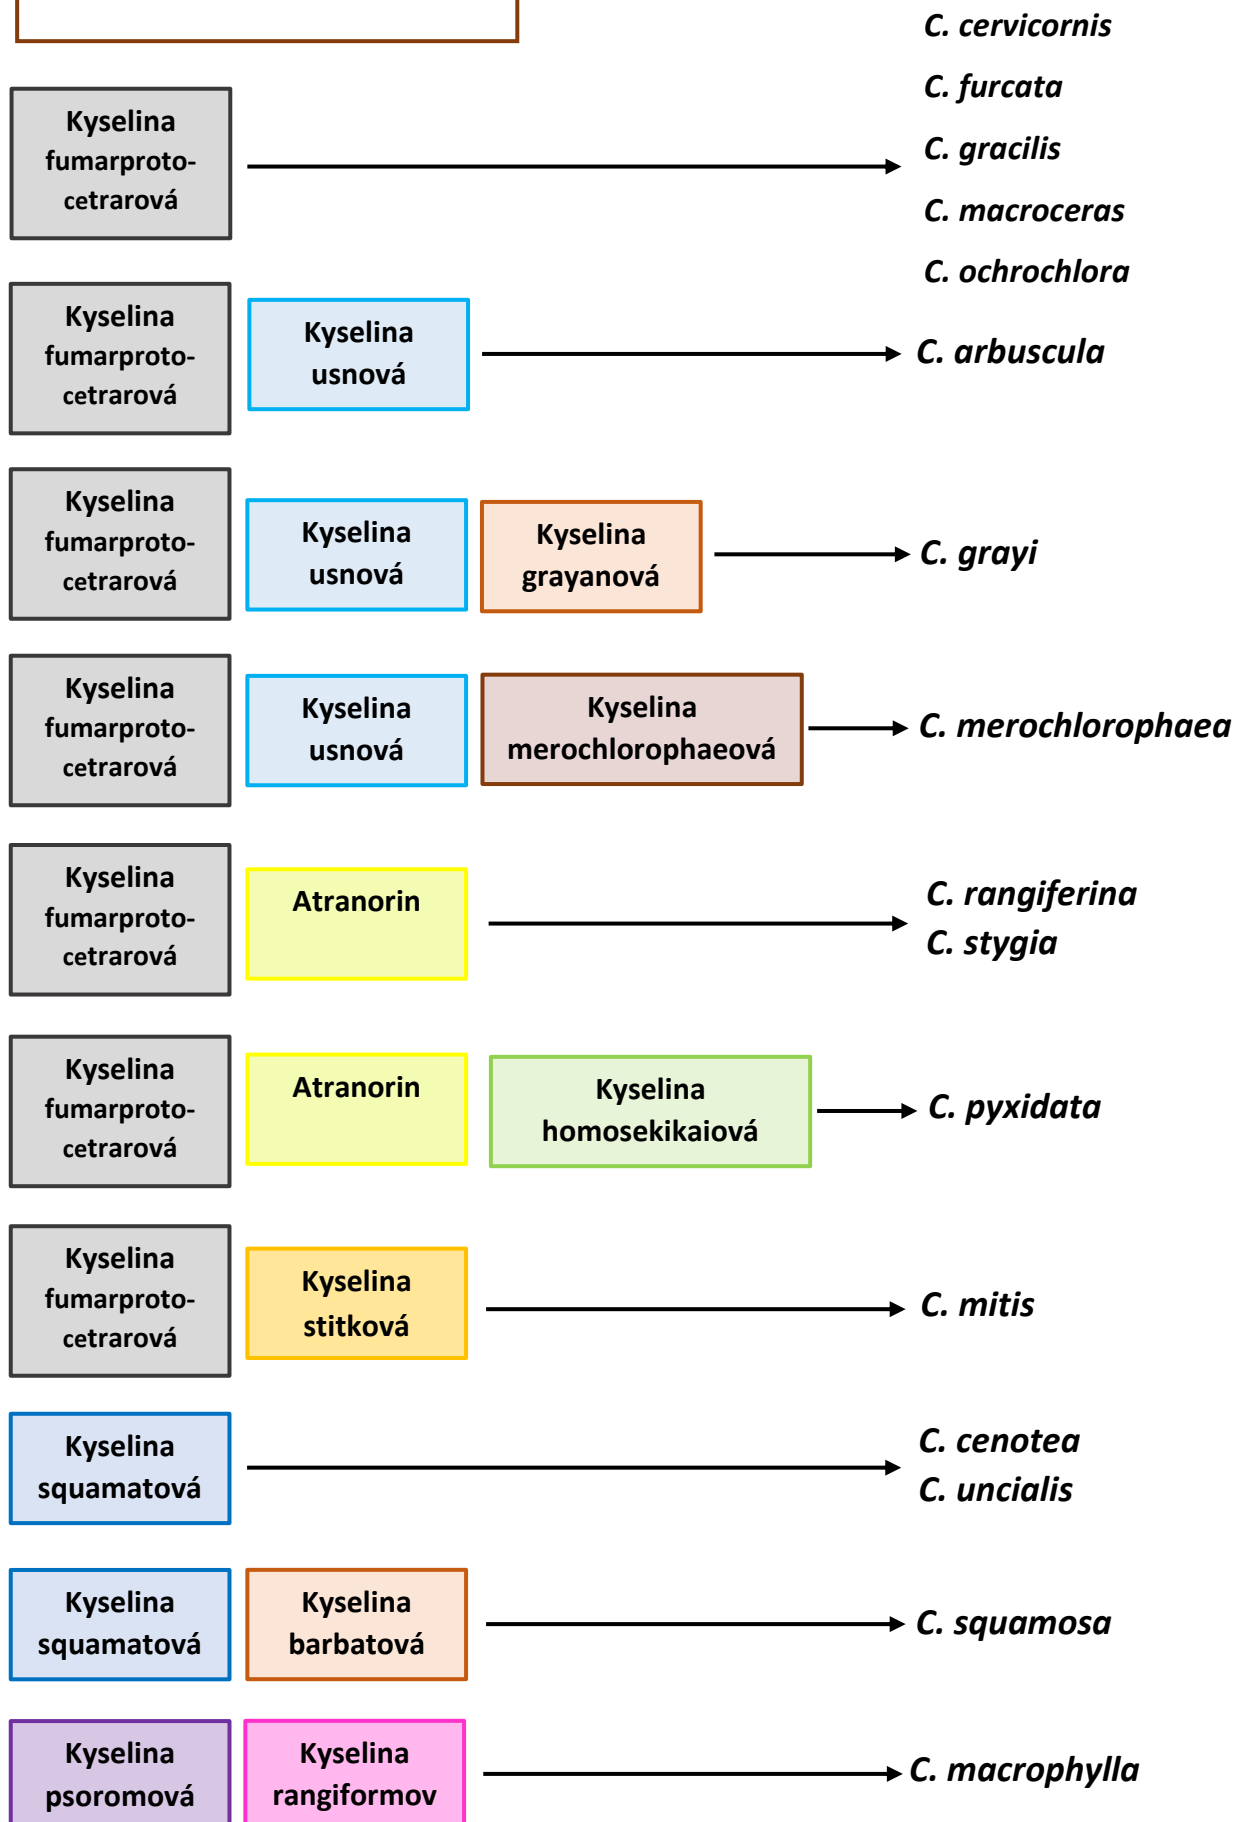 C. cervicornis
C. furcata
Kyselina
fumarproto-
cetrarová
C. gracilis
C. macroceras
C. ochrochlora
Kyselina
fumarproto-
cetrarová
Kyselina
usnová
C. arbuscula
Kyselina
fumarproto-
cetrarová
Kyselina
usnová
Kyselina
grayanová
C. grayi
Kyselina
fumarproto-
cetrarová
Kyselina
usnová
Kyselina
merochlorophaeová
C. merochlorophaea
Kyselina
fumarproto-
cetrarová
Atranorin
C. rangiferina
C. stygia
Kyselina
fumarproto-
cetrarová
Atranorin
Kyselina
homosekikaiová
C. pyxidata
Kyselina
fumarproto-
cetrarová
Kyselina
stitková
C. mitis
Kyselina
squamatová
C. cenotea
C. uncialis
Kyselina
squamatová
Kyselina
barbatová
C. squamosa
Kyselina
psoromová
Kyselina
rangiformov
C. macrophylla